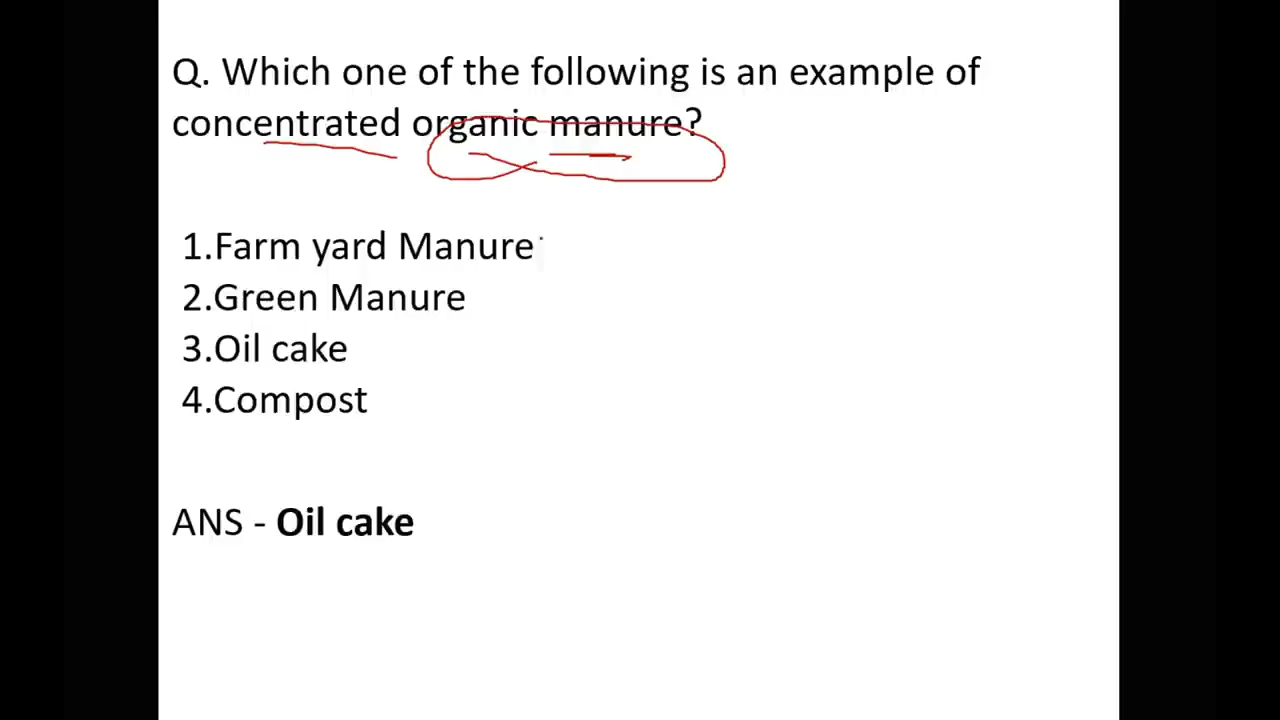 Q. Which one of the following is an example of
concentrated organic manure?
1.Farm yard Manure
2.Green Manure
3.Oil cake
4.Compost
ANS - Oil cake